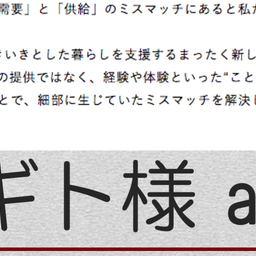 需要」と「供給」のミスマッチにあると私
いきとした暮らしを支援するまったく新し
の提供ではなく、経験や体験といった“こと
とで、細部に生じていたミスマッチを解決し
ギト様 a